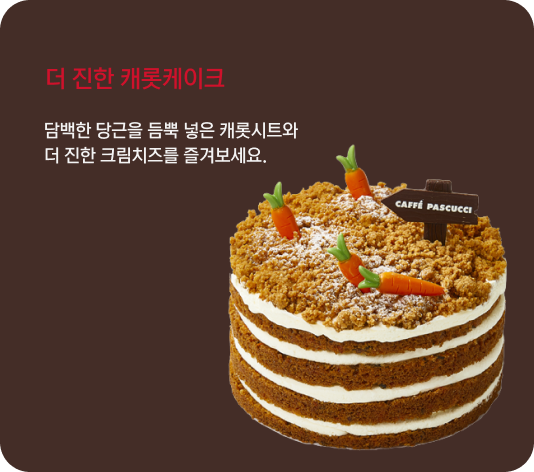 더 진한 캐롯케이크
담백한 당근을 듬뿍 넣은 캐롯시트와
더 진한 크림치즈를 즐겨보세요.
CAFFÉ PASCUCCI